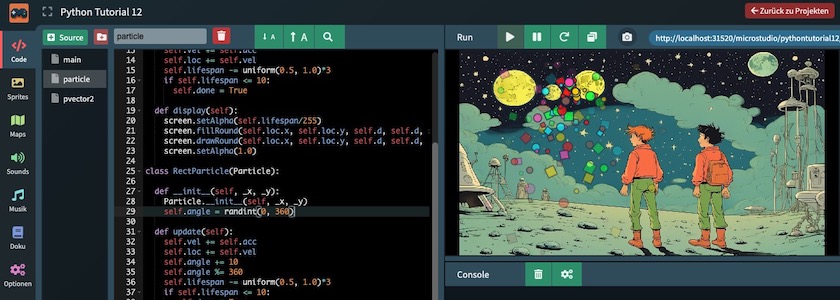 Python Tutorial 12
Zurück zu Projekten
Code
Sprites
Maps
Sounds
Musik
Doku
Optionen
Source
main
particle
pvector2
particle
13 self.vel += self.acc
14 self.loc += self.vel
15 self.lifespan -= uniform(0.5, 1.0)*3
16 if self.lifespan <= 10:
17 self.done = True
18
19 def display(self):
20 screen.setAlpha(self.lifespan/255)
21 screen.fillRound(self.loc.x, self.loc.y, self.d, self.d,
22 screen.drawRound(self.loc.x, self.loc.y, self.d, self.d,
23 screen.setAlpha(1.0)
24
25 class RectParticle(Particle):
26
27 def __init__(self, _x, _y):
28 Particle.__init__(self, _x, _y)
29 self.angle = randint(0, 360)
30
31 def update(self):
32 self.vel += self.acc
33 self.loc += self.vel
34 self.angle += 10
35 self.angle %= 360
36 self.lifespan -= uniform(0.5, 1.0)*3
37 if self.lifespan <= 10:
Run
http://localhost:31520/microstudio/pythontutorial12
Console